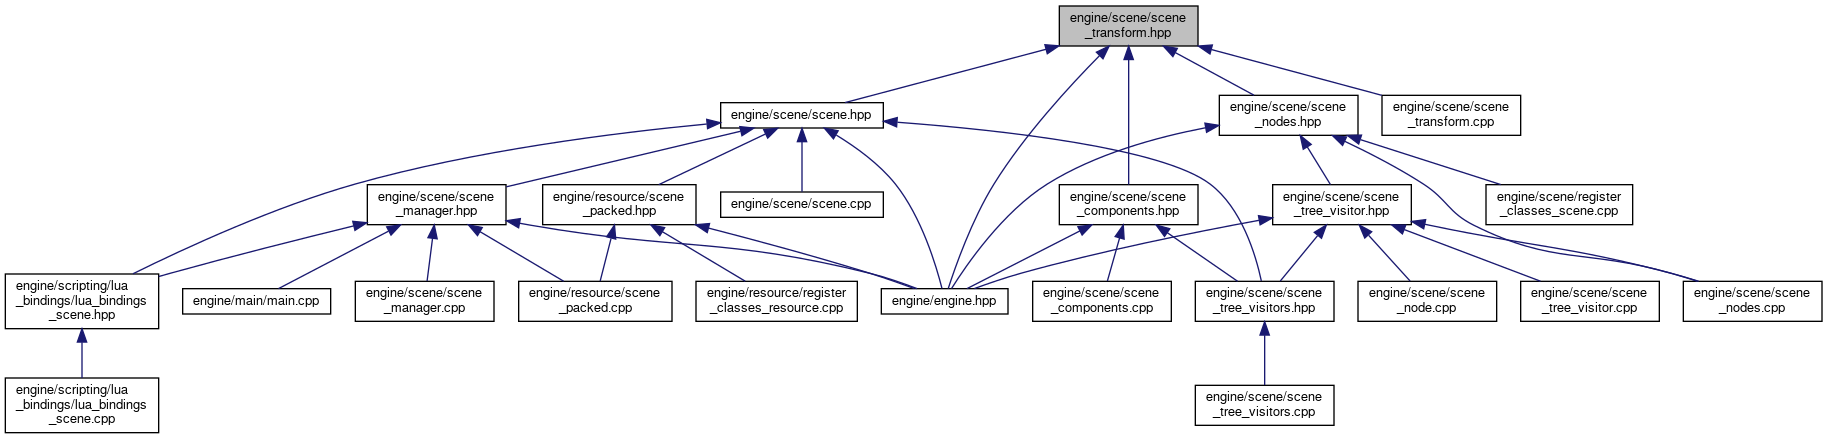 engine/scene/scene
_transform.hpp
engine/scene/scene.hpp
engine/scene/scene
_nodes.hpp
engine/scene/scene
_transform.cpp
engine/scene/scene
_manager.hpp
engine/resource/scene
_packed.hpp
engine/scene/scene.cpp
engine/scene/scene
_components.hpp
engine/scene/scene
_tree_visitor.hpp
engine/scene/register
_classes_scene.cpp
engine/scripting/lua
_bindings/lua_bindings
_scene.hpp
engine/main/main.cpp
engine/scene/scene
_manager.cpp
engine/resource/scene
_packed.cpp
engine/resource/register
_classes_resource.cpp
engine/engine.hpp
engine/scene/scene
_components.cpp
engine/scene/scene
_tree_visitors.hpp
engine/scene/scene
_node.cpp
engine/scene/scene
_tree_visitor.cpp
engine/scene/scene
_nodes.cpp
engine/scripting/lua
_bindings/lua_bindings
_scene.cpp
engine/scene/scene
_tree_visitors.cpp